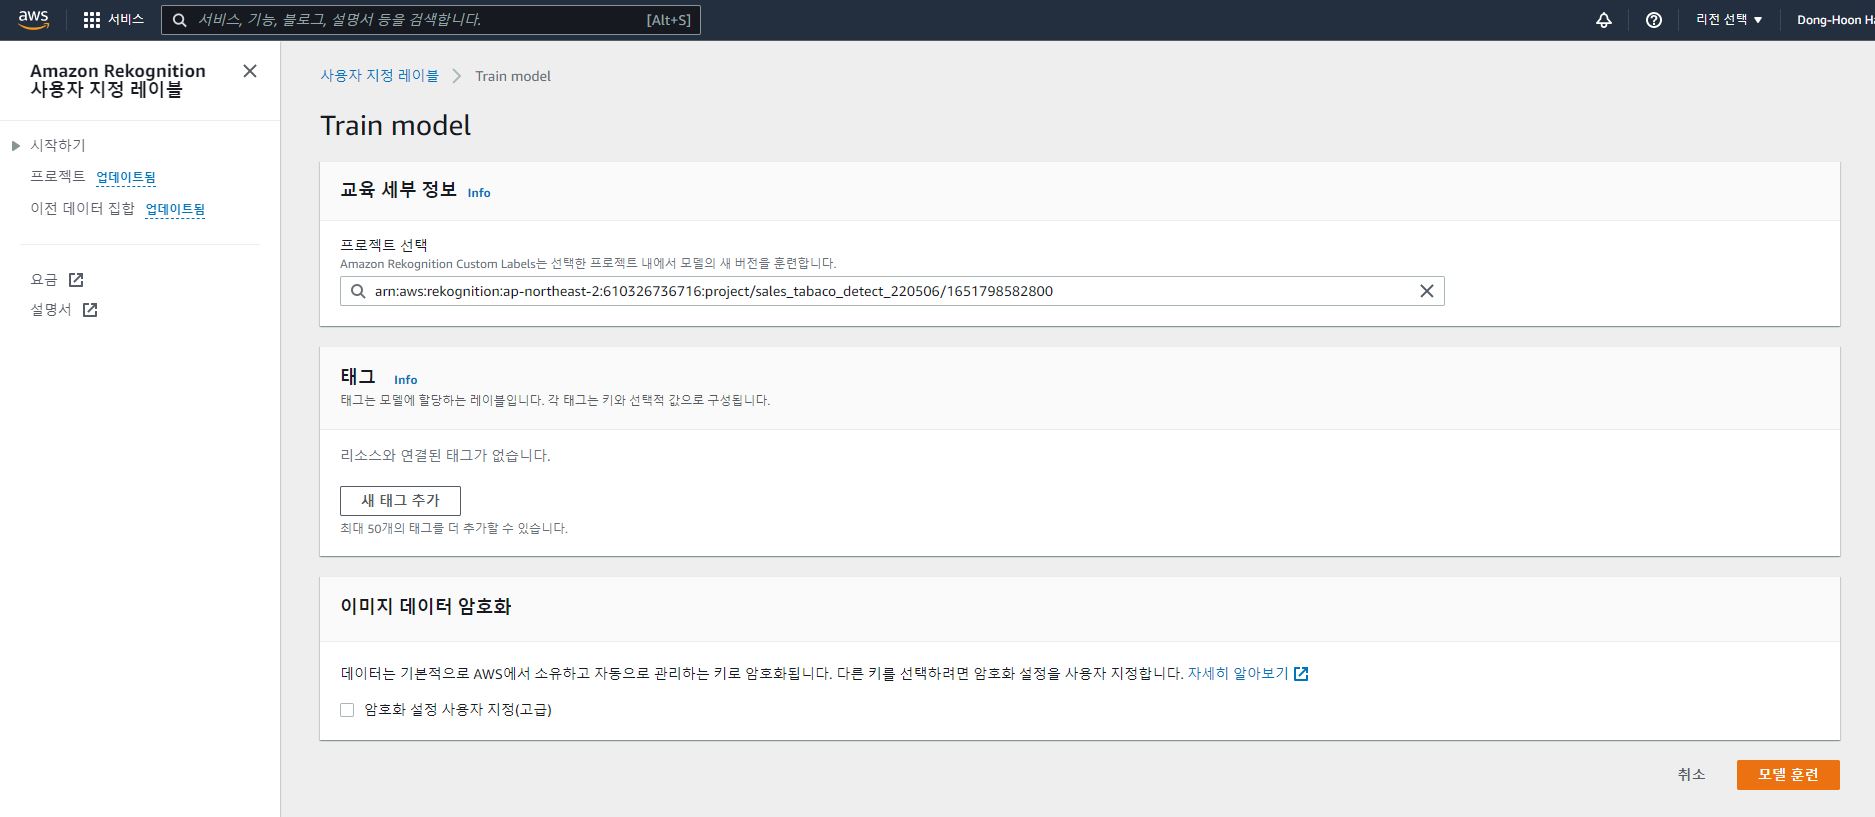 aws 서비스 서비스, 기능, 블로그, 설명서 등을 검색합니다. [Alt+S] 리전 선택 ▼ Dong-Hoon
Amazon Rekognition
사용자 지정 레이블
시작하기
프로젝트 업데이트됨
이전 데이터 집합 업데이트됨
요금
설명서
사용자 지정 레이블 > Train model
Train model
교육 세부 정보 Info
프로젝트 선택
Amazon Rekognition Custom Labels는 선택한 프로젝트 내에서 모델의 새 버전을 훈련합니다.
arn:aws:rekognition:ap-northeast-2:610326736716:project/sales_tabaco_detect_220506/1651798582800
태그 Info
태그는 모델에 할당하는 레이블입니다. 각 태그는 키와 선택적 값으로 구성됩니다.
리소스와 연결된 태그가 없습니다.
새 태그 추가
최대 50개의 태그를 더 추가할 수 있습니다.
이미지 데이터 암호화
데이터는 기본적으로 AWS에서 소유하고 자동으로 관리하는 키로 암호화됩니다. 다른 키를 선택하려면 암호화 설정을 사용자 지정합니다. 자세히 알아보기
암호화 설정 사용자 지정(고급)
취소 모델 훈련